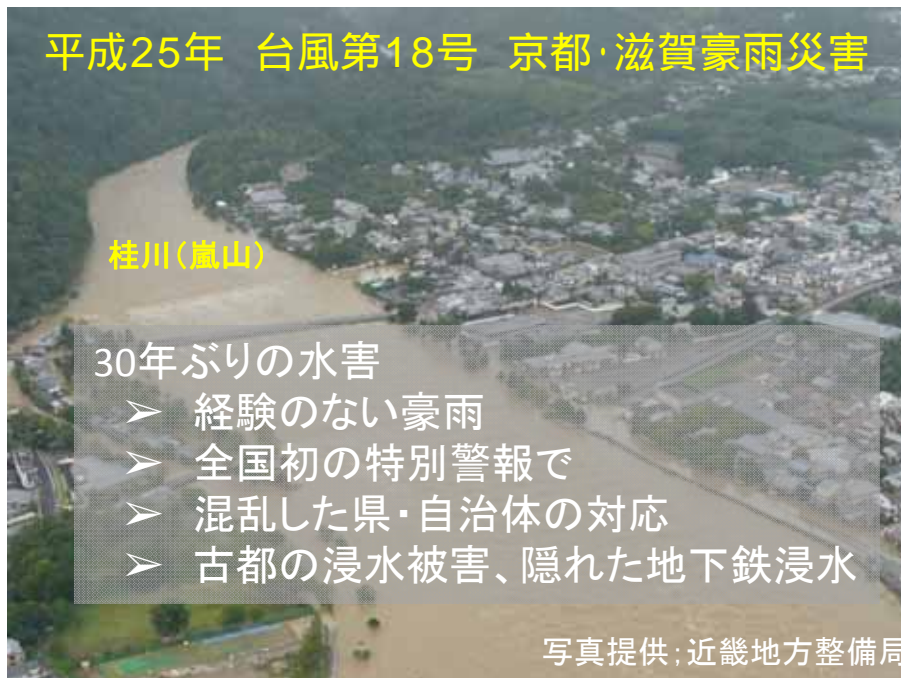 平成25年　台風第18号　京都・滋賀豪雨災害
桂川（嵐山）
30年ぶりの水害
➢　経験のない豪雨
➢　全国初の特別警報で
➢　混乱した県・自治体の対応
➢　古都の浸水被害、隠れた地下鉄浸水
写真提供；近畿地方整備局